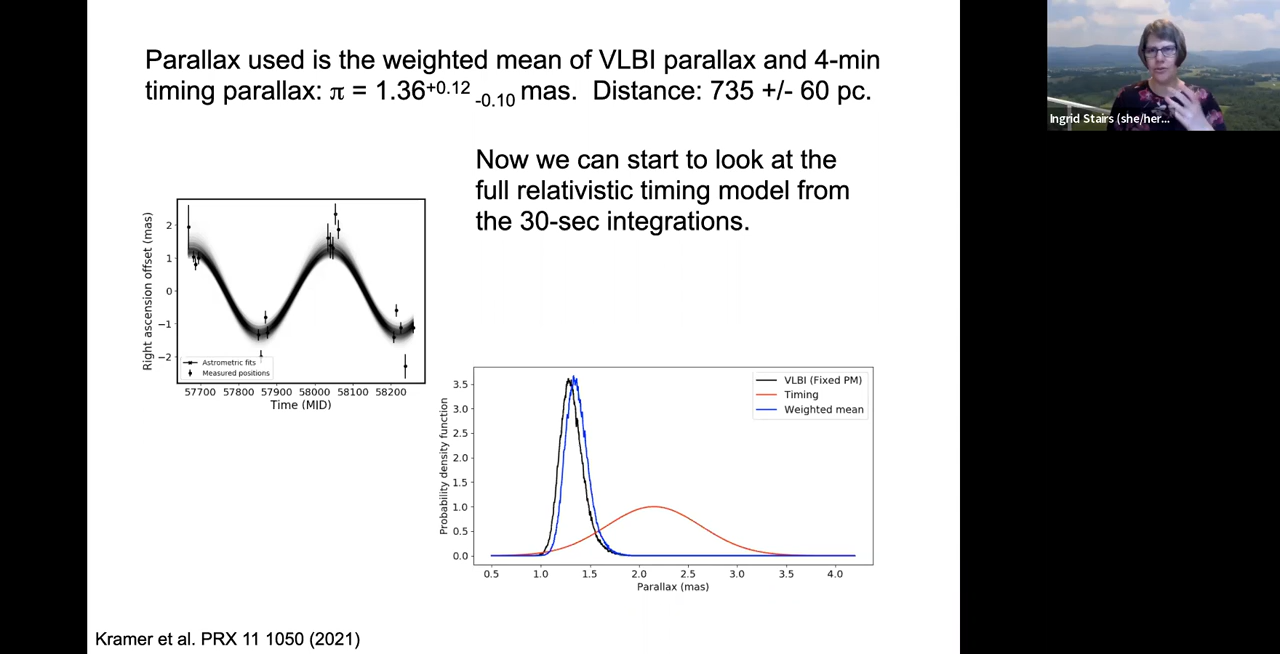 Parallax used is the weighted mean of VLBI parallax and 4-min
timing parallax: π = 1.36+0.12 -0.10 mas. Distance: 735 +/- 60 pc.
Ingrid Stairs (she/her...
Now we can start to look at the
full relativistic timing model from
the 30-sec integrations.
Right ascension offset (mas)
2
1
0
−1
−2
Astrometric fits
Measured positions
57700 57800 57900 58000 58100 58200
Time (MJD)
Probability density function
3.5
3.0
2.5
2.0
1.5
1.0
0.5
0.0
VLBI (Fixed PM)
Timing
Weighted mean
0.5 1.0 1.5 2.0 2.5 3.0 3.5 4.0
Parallax (mas)
Kramer et al. PRX 11 1050 (2021)